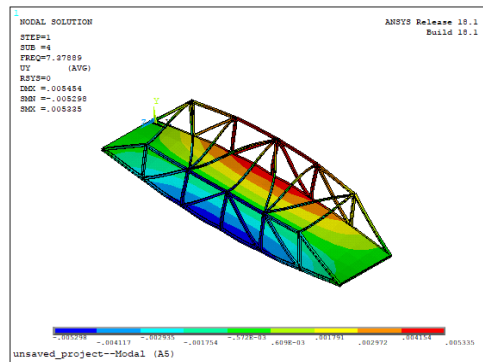 1
NODAL SOLUTION
STEP=1
SUB =4
FREQ=7.37889
UY (AVG)
RSYS=0
DMX =.005454
SMN =-.005298
SMX =.005335
ANSYS Release 18.1
Build 18.1
Y
-.005298 -.004117 -.002935 -.001754 -.572E-03 .609E-03 .001791 .002972 .004154 .005335
unsaved_project--Modal (A5)